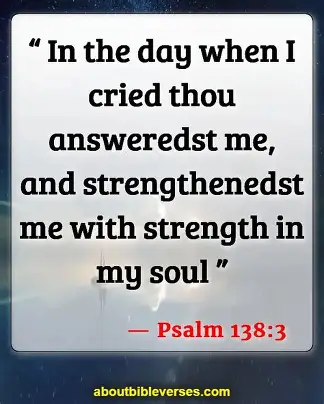 “ In the day when I
cried thou
answeredst me,
and strengthenedst
me with strength in
my soul ”
— Psalm 138:3
aboutbibleverses.com